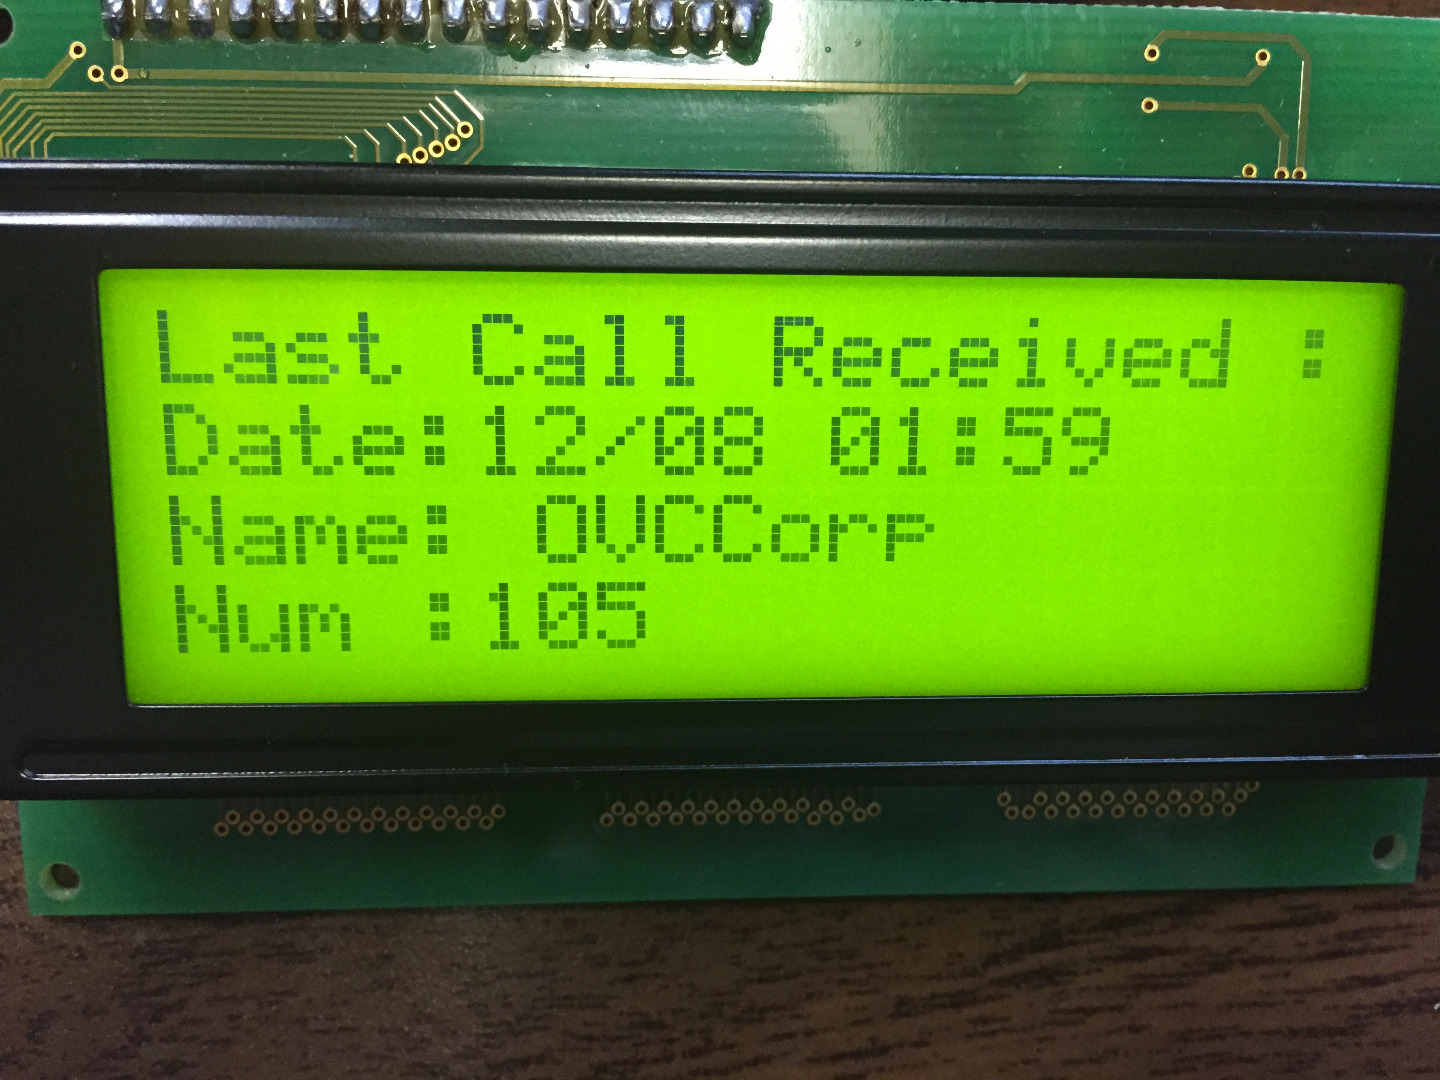 Last Call Received :
Date:12/08 01:59
Name: OVCCorp
Num :105